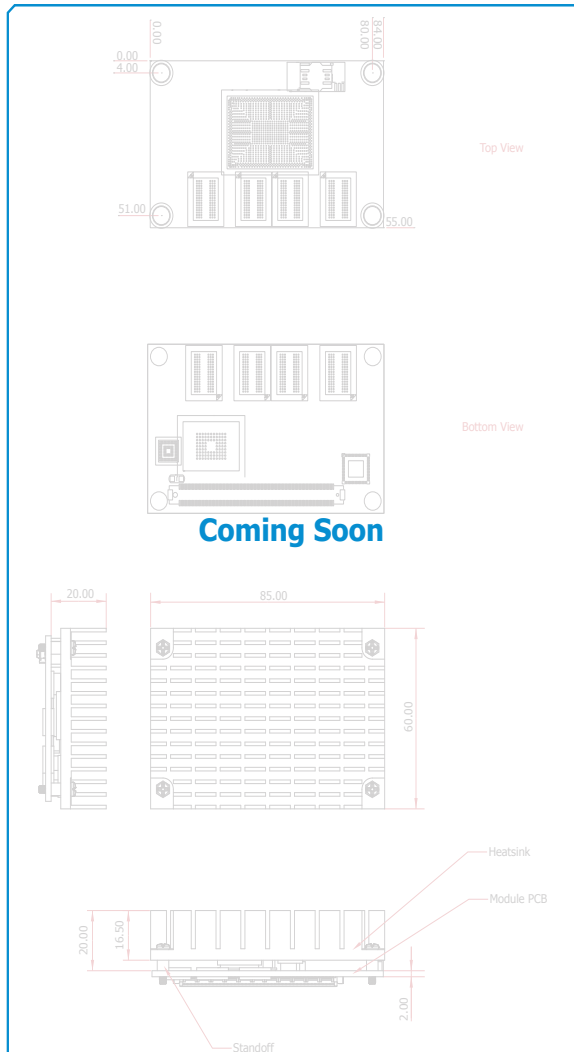 0.00
80.00
84.00
0.00
4.00
Top View
51.00
55.00
Bottom View
Coming Soon
20.00
85.00
60.00
Heatsink
Module PCB
20.00
16.50
2.00
Standoff